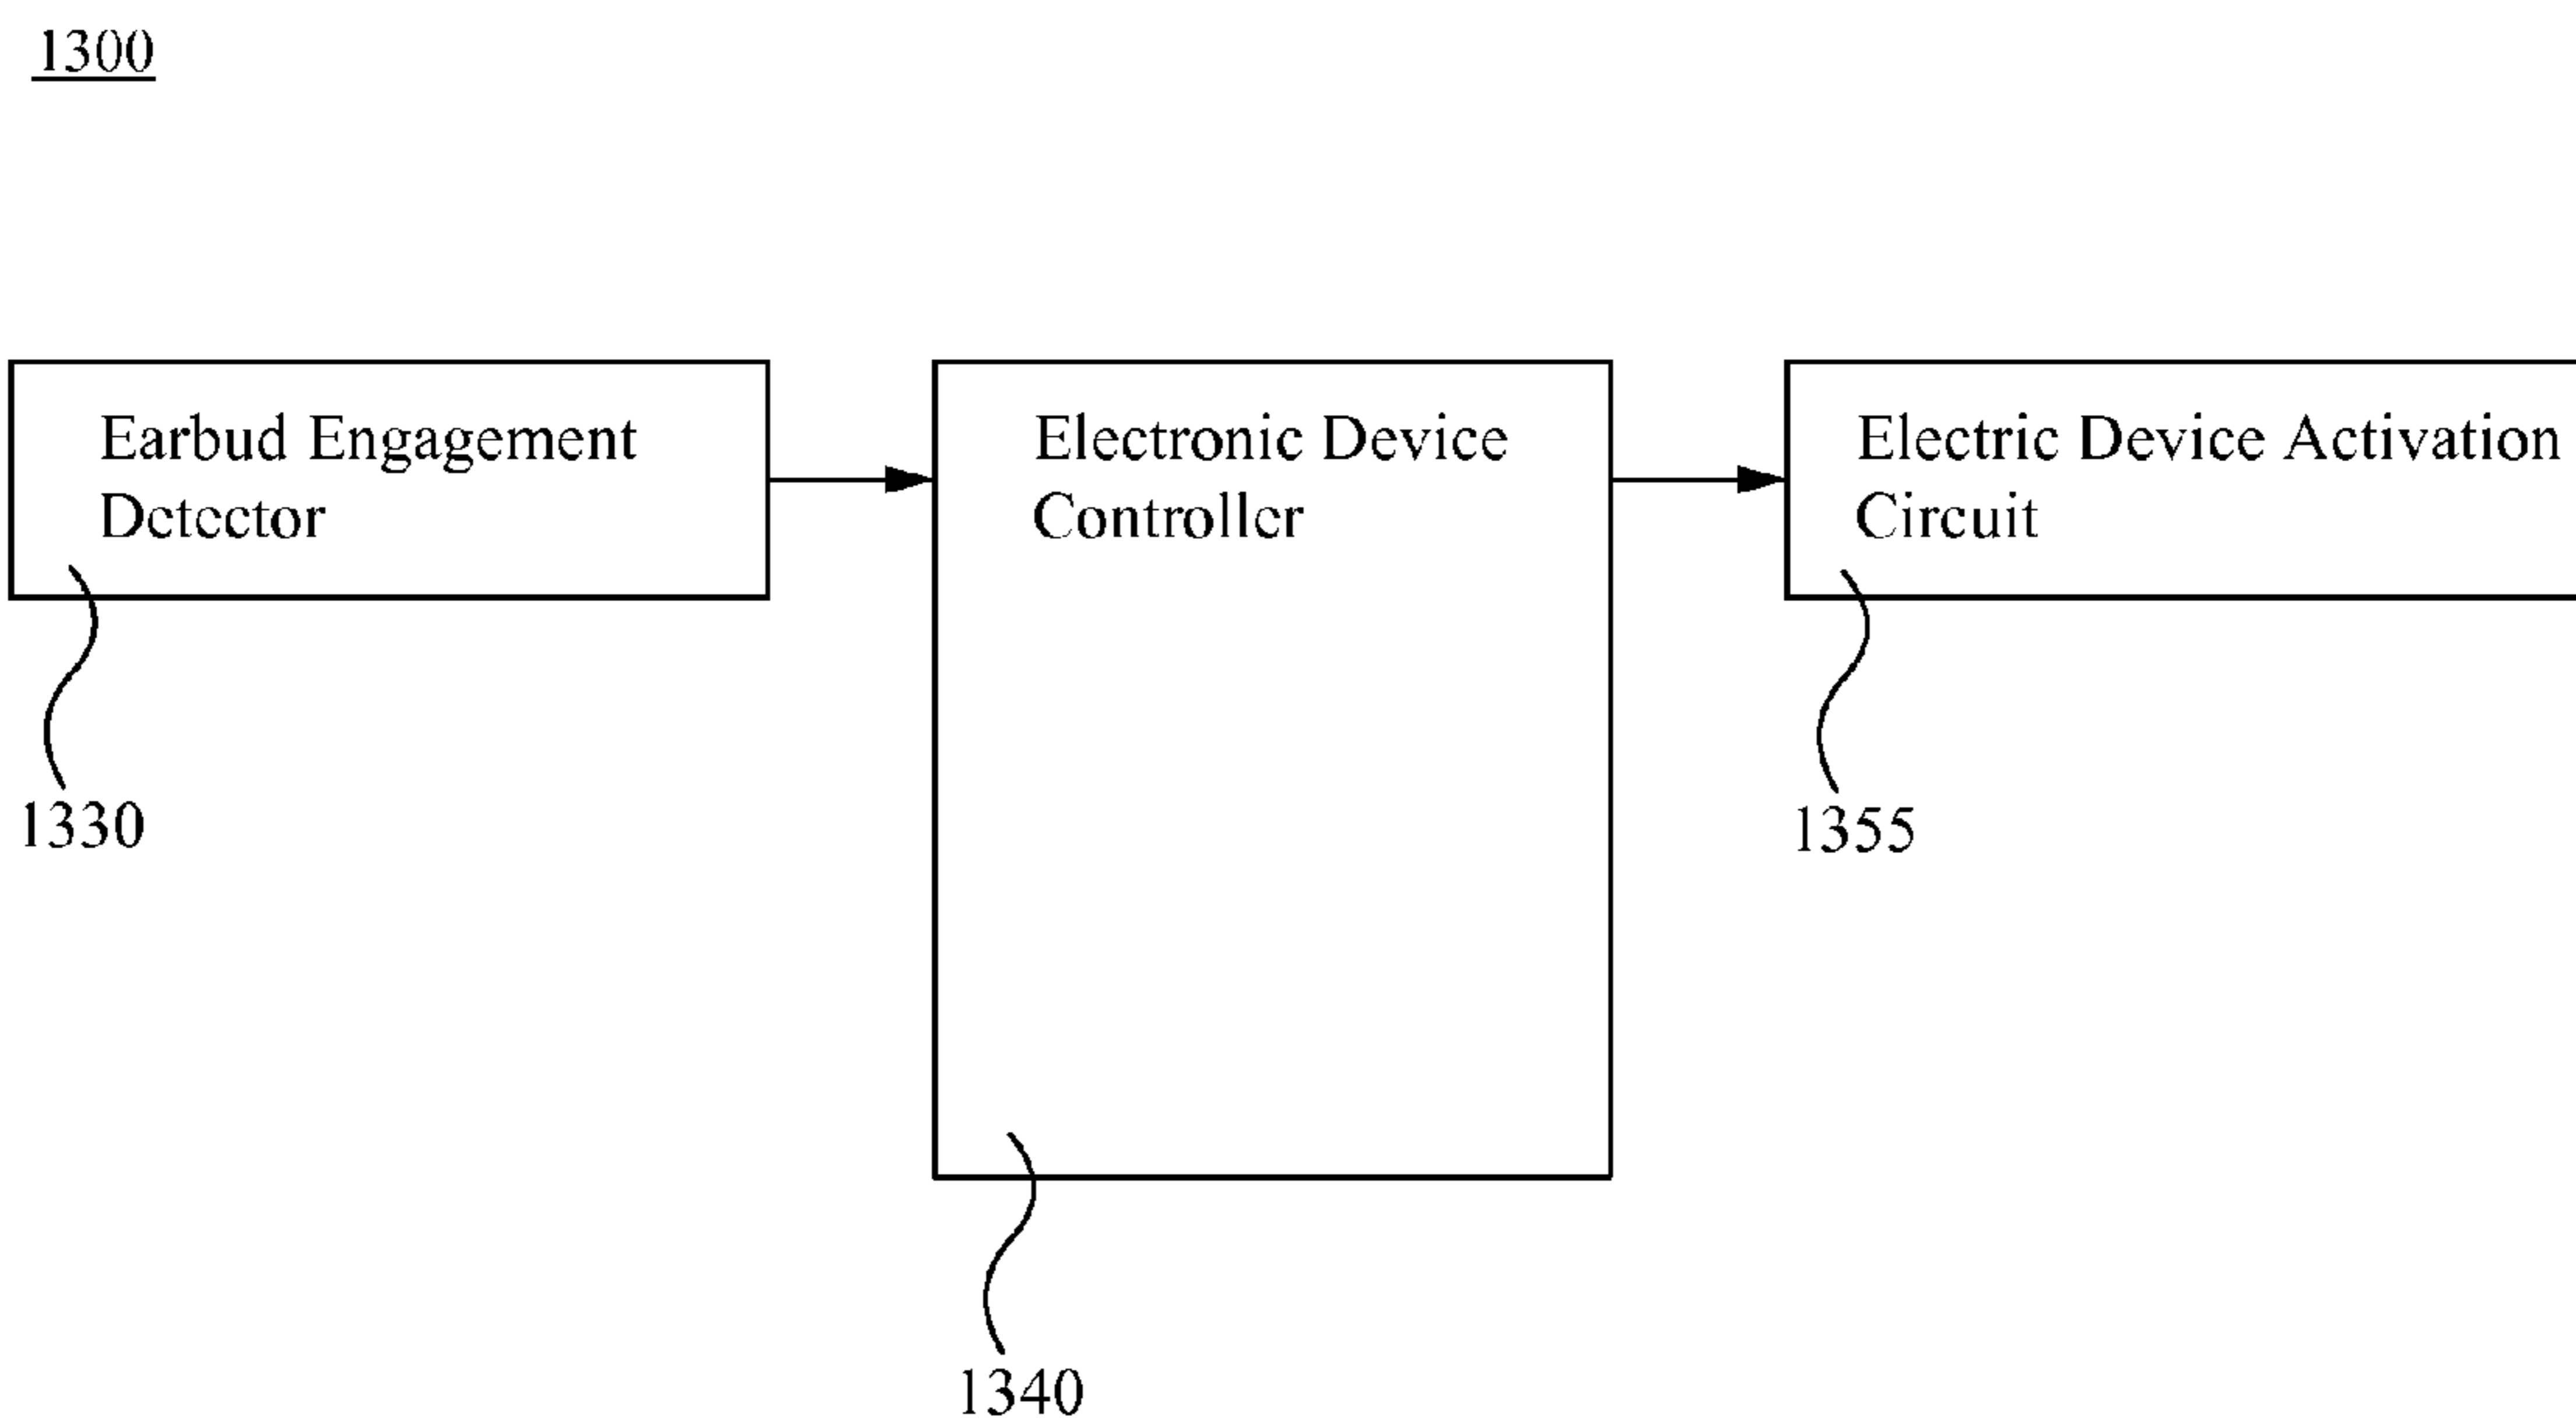 1300
Earbud Engagement
Detector
Electronic Device
Controller
Electric Device Activation
Circuit
1330
1355
1340